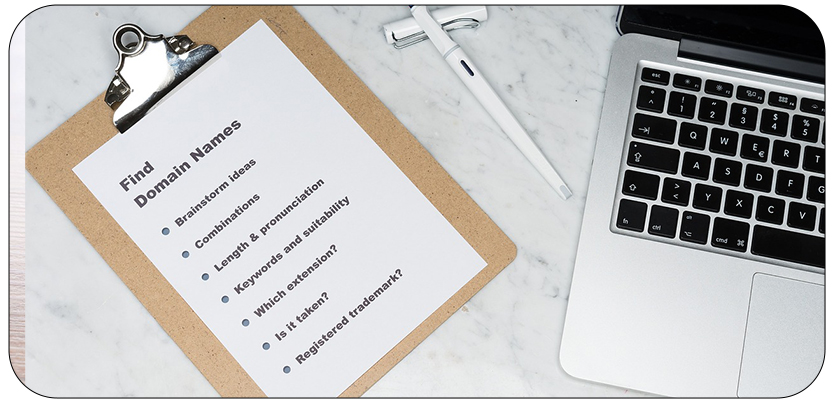 Find
Domain Names
Brainstorm ideas
Combinations
Length & pronunciation
Keywords and suitability
Which extension?
Is it taken?
Registered trademark?
esc
! 1
" 2
§ 3
$ 4
% 5
Q W E € R
A S D F
> < Y X C V
fn ctrl alt cmd ⌘